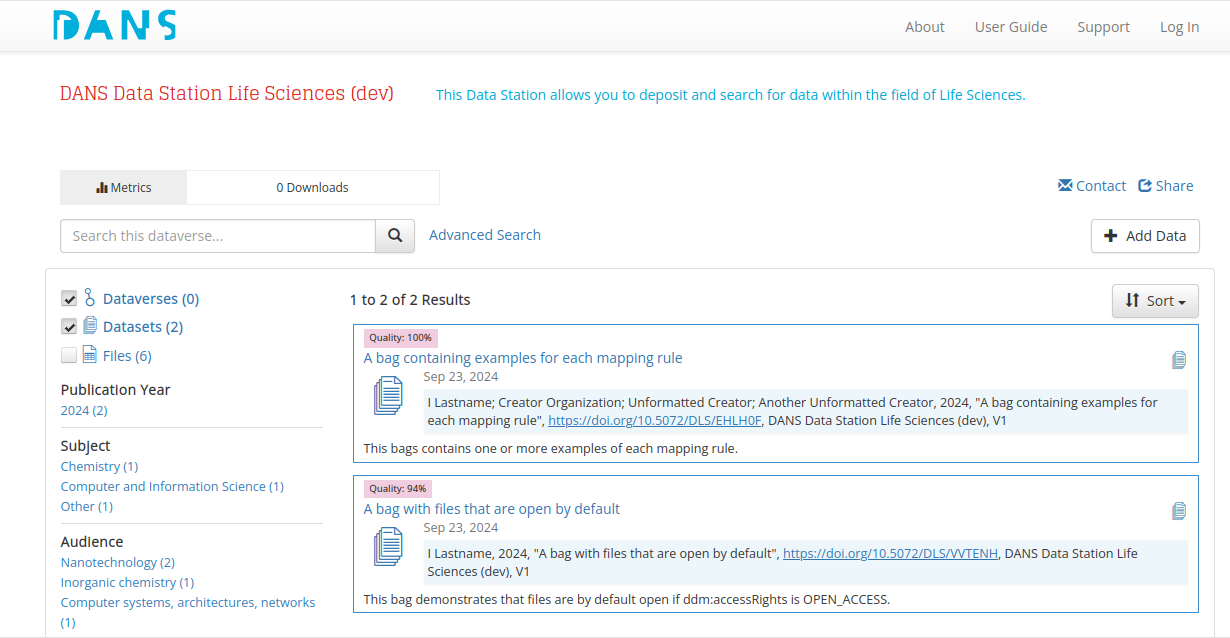 DANS
About
User Guide
Support
Log In
DANS Data Station Life Sciences (dev)
This Data Station allows you to deposit and search for data within the field of Life Sciences.
Metrics
0 Downloads
Contact
Share
Search this dataverse...
Advanced Search
Add Data
Dataverses (0)
Datasets (2)
Files (6)
Publication Year
2024 (2)
Subject
Chemistry (1)
Computer and Information Science (1)
Other (1)
Audience
Nanotechnology (2)
Inorganic chemistry (1)
Computer systems, architectures, networks
(1)
1 to 2 of 2 Results
Sort
Quality: 100%
A bag containing examples for each mapping rule
Sep 23, 2024
I Lastname; Creator Organization; Unformatted Creator; Another Unformatted Creator, 2024, "A bag containing examples for
each mapping rule", https://doi.org/10.5072/DLS/EHLH0F, DANS Data Station Life Sciences (dev), V1
This bags contains one or more examples of each mapping rule.
Quality: 94%
A bag with files that are open by default
Sep 23, 2024
I Lastname, 2024, "A bag with files that are open by default", https://doi.org/10.5072/DLS/VVTENH, DANS Data Station Life
Sciences (dev), V1
This bag demonstrates that files are by default open if ddm:accessRights is OPEN_ACCESS.